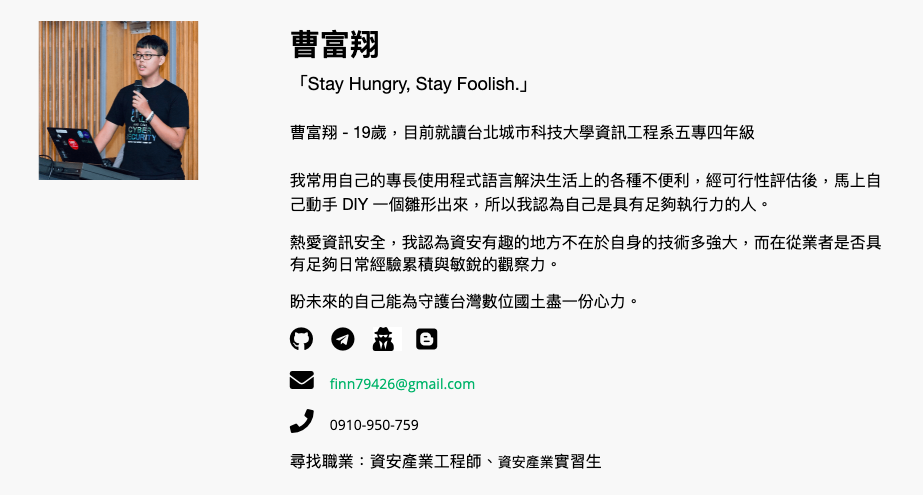 曹富翔
「Stay Hungry, Stay Foolish.」
曹富翔 - 19歲，目前就讀台北城市科技大學資訊工程系五專四年級
我常用自己的專長使用程式語言解決生活上的各種不便利，經可行性評估後，馬上自
己動手 DIY 一個雛形出來，所以我認為自己是具有足夠執行力的人。
熱愛資訊安全，我認為資安有趣的地方不在於自身的技術多強大，而在從業者是否具
有足夠日常經驗累積與敏銳的觀察力。
盼未來的自己能為守護台灣數位國土盡一份心力。
finn79426@gmail.com
0910-950-759
尋找職業：資安產業工程師、資安產業實習生
CYBER
SECURITY